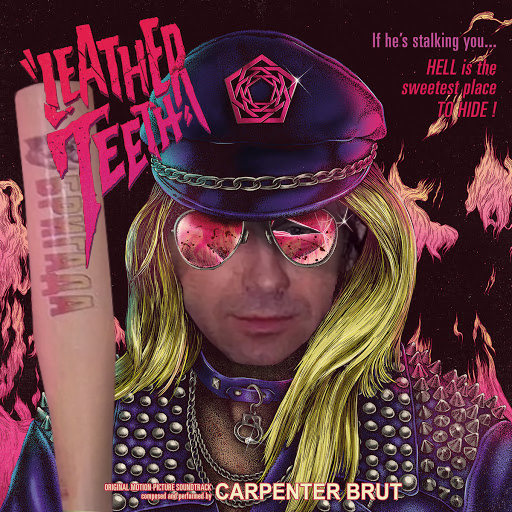 "LEATHER
TEETH"
If he's stalking you...
HELL is the
sweetest place
TO HIDE !
ORIGINAL MOTION PICTURE SOUNDTRACK
composed and performed by CARPENTER BRUT